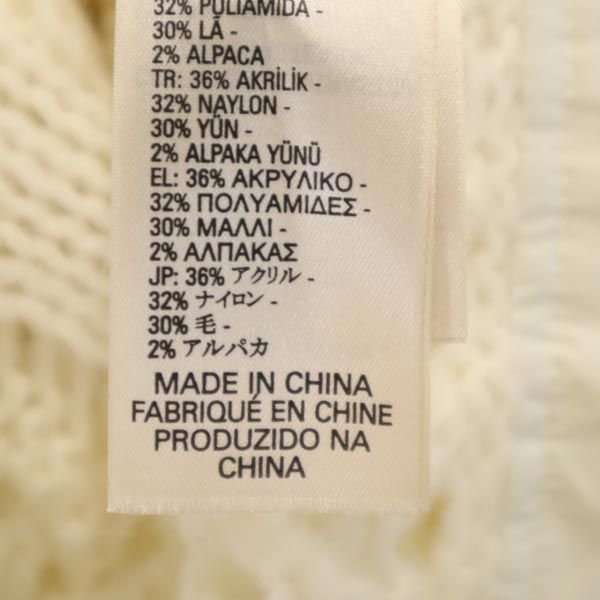 32% POLIAMIDA -
30% LÃ -
2% ALPACA
TR: 36% AKRİLİK -
32% NAYLON -
30% YÜN -
2% ALPAKA YÜNÜ
EL: 36% ΑΚΡΥΛΙΚΟ -
32% ΠΟΛΥΑΜΙΔΕΣ -
30% ΜΑΛΛΙ -
2% ΑΛΠΑΚΑΣ
JP: 36% アクリル -
32% ナイロン -
30% 毛 -
2% アルパカ
MADE IN CHINA
FABRIQUÉ EN CHINE
PRODUZIDO NA
CHINA